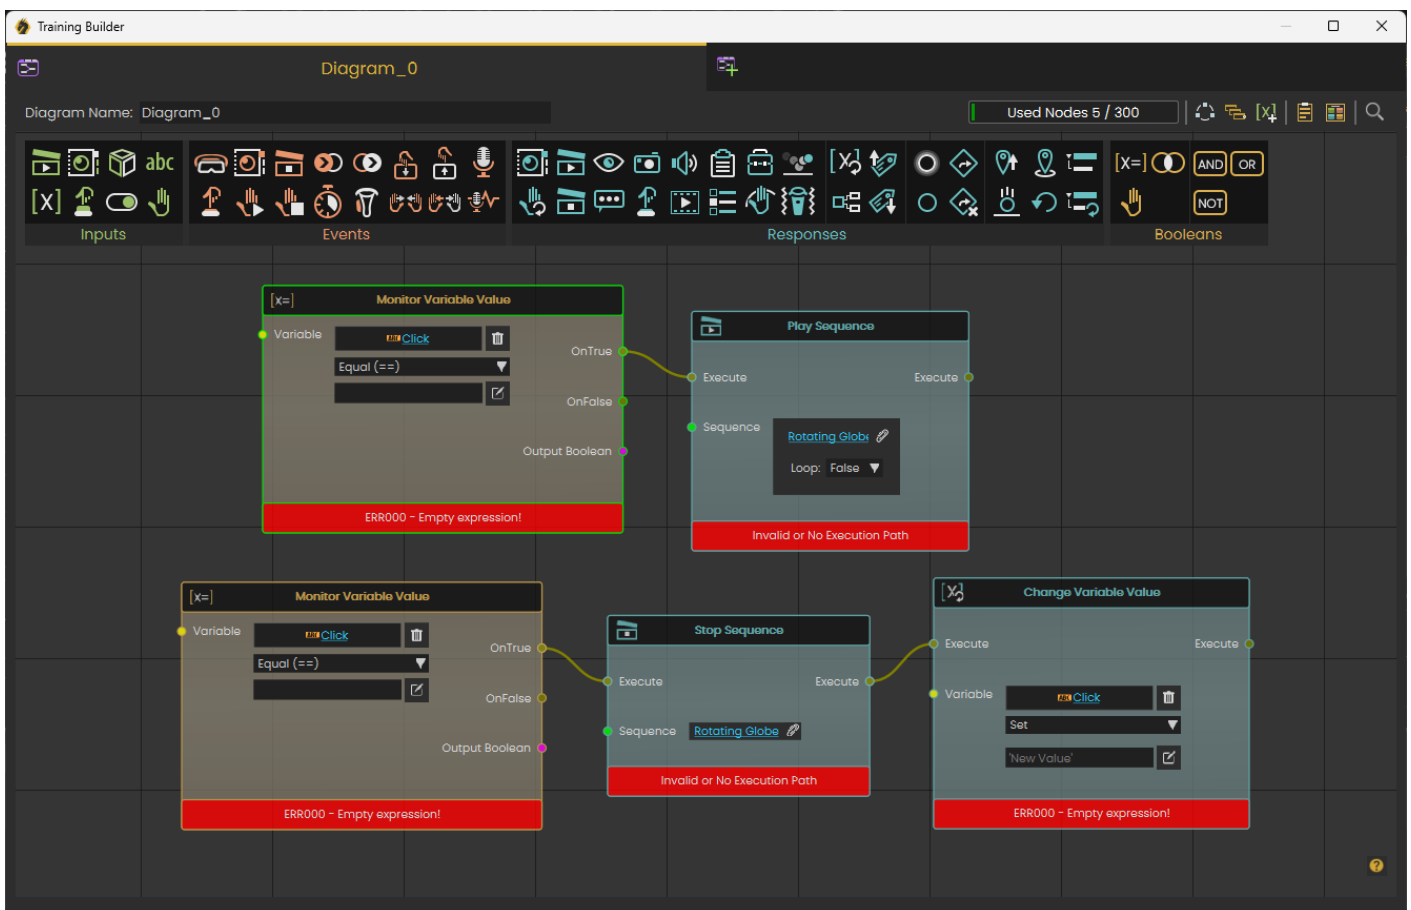 Training Builder
Diagram_0
Diagram Name: Diagram_0
Used Nodes 5 / 300
abc
[x]
[x=]
AND
OR
NOT
Inputs
Events
Responses
Booleans
[x=]
Monitor Variable Value
Variable
ABC Click
Equal (==)
OnTrue
OnFalse
Output Boolean
ERR000 - Empty expression!
Play Sequence
Execute
Execute
Sequence
Rotating Globe
Loop: False
Invalid or No Execution Path
[x=]
Monitor Variable Value
Variable
ABC Click
Equal (==)
OnTrue
OnFalse
Output Boolean
ERR000 - Empty expression!
Stop Sequence
Execute
Execute
Sequence
Rotating Globe
Invalid or No Execution Path
Change Variable Value
Execute
Execute
Variable
ABC Click
Set
'New Value'
ERR000 - Empty expression!